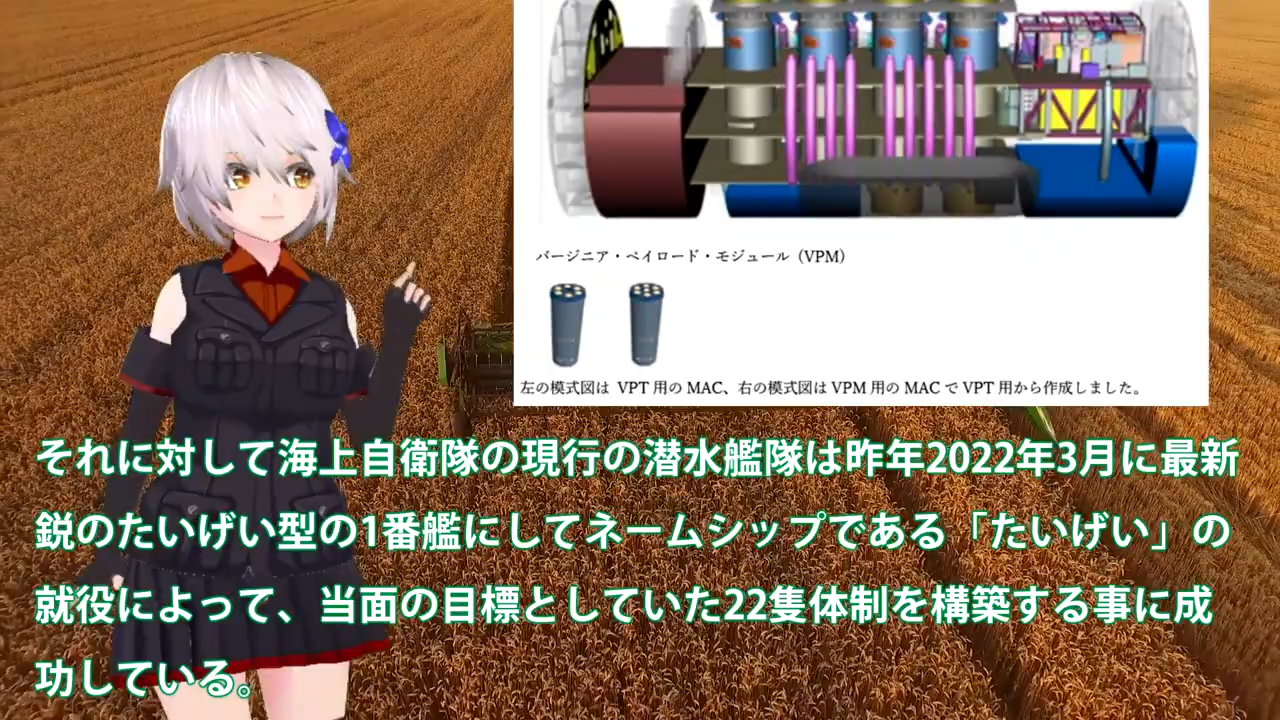 バージニア・ペイロード・モジュール（VPM）
左の模式図は VPT 用の MAC、右の模式図は VPM 用の MAC で VPT 用から作成しました。
それに対して海上自衛隊の現行の潜水艦隊は昨年2022年3月に最新
鋭のたいげい型の1番艦にしてネームシップである「たいげい」の
就役によって、当面の目標としていた22隻体制を構築する事に成
功している。